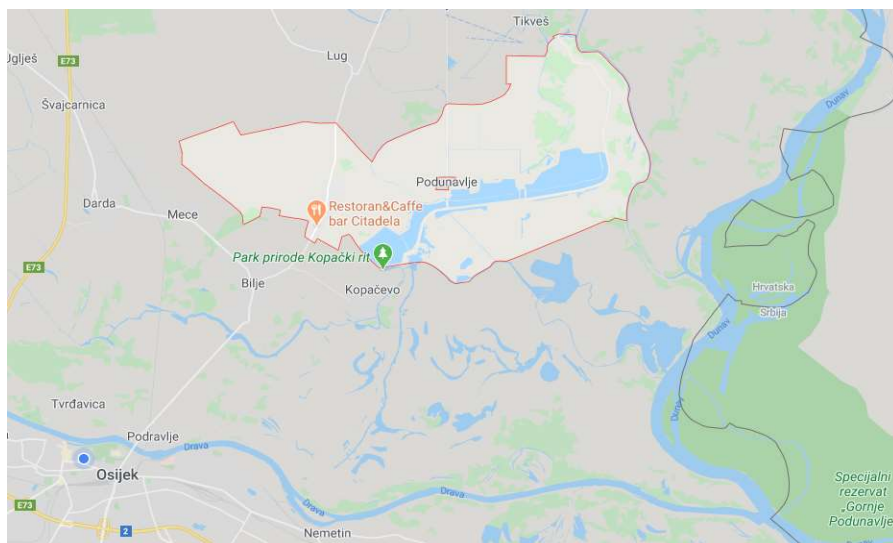 Tikveš
Lug
Uglješ
E73
Švajcarnica
Dunav
Podunavlje
Darda
Mece
Restoran&Caffe
bar Citadela
Park prirode Kopački rit
E73
Bilje
Kopačevo
Hrvatska
Srbija
Dunav
Dunav
Tvrđavica
Podravlje
Drava
Osijek
Drava
Drava
E73
2
Nemetin
Specijalni
rezervat
„Gornje
Podunavlje